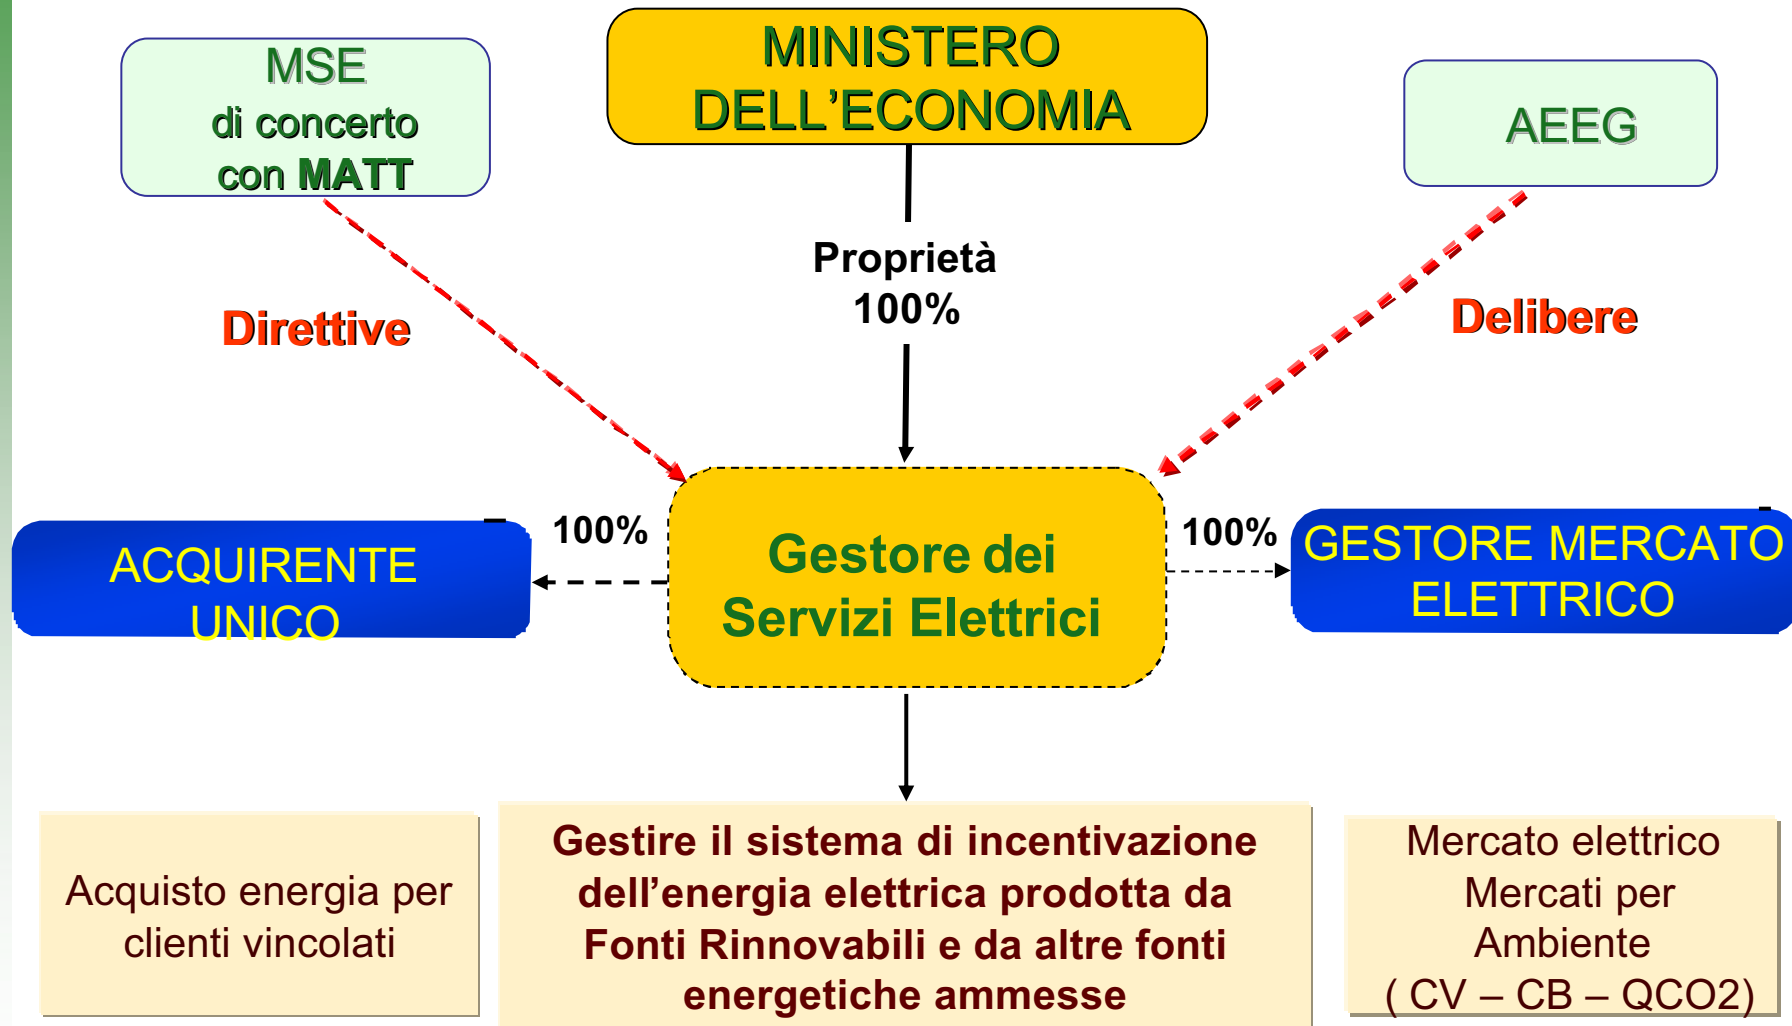 MSE
di concerto
con MATT
MINISTERO
DELL’ECONOMIA
AEEG
Proprietà
100%
Direttive
Delibere
ACQUIRENTE
UNICO
100%
Gestore dei
Servizi Elettrici
100%
GESTORE MERCATO
ELETTRICO
Acquisto energia per
clienti vincolati
Gestire il sistema di incentivazione
dell’energia elettrica prodotta da
Fonti Rinnovabili e da altre fonti
energetiche ammesse
Mercato elettrico
Mercati per
Ambiente
( CV – CB – QCO2)